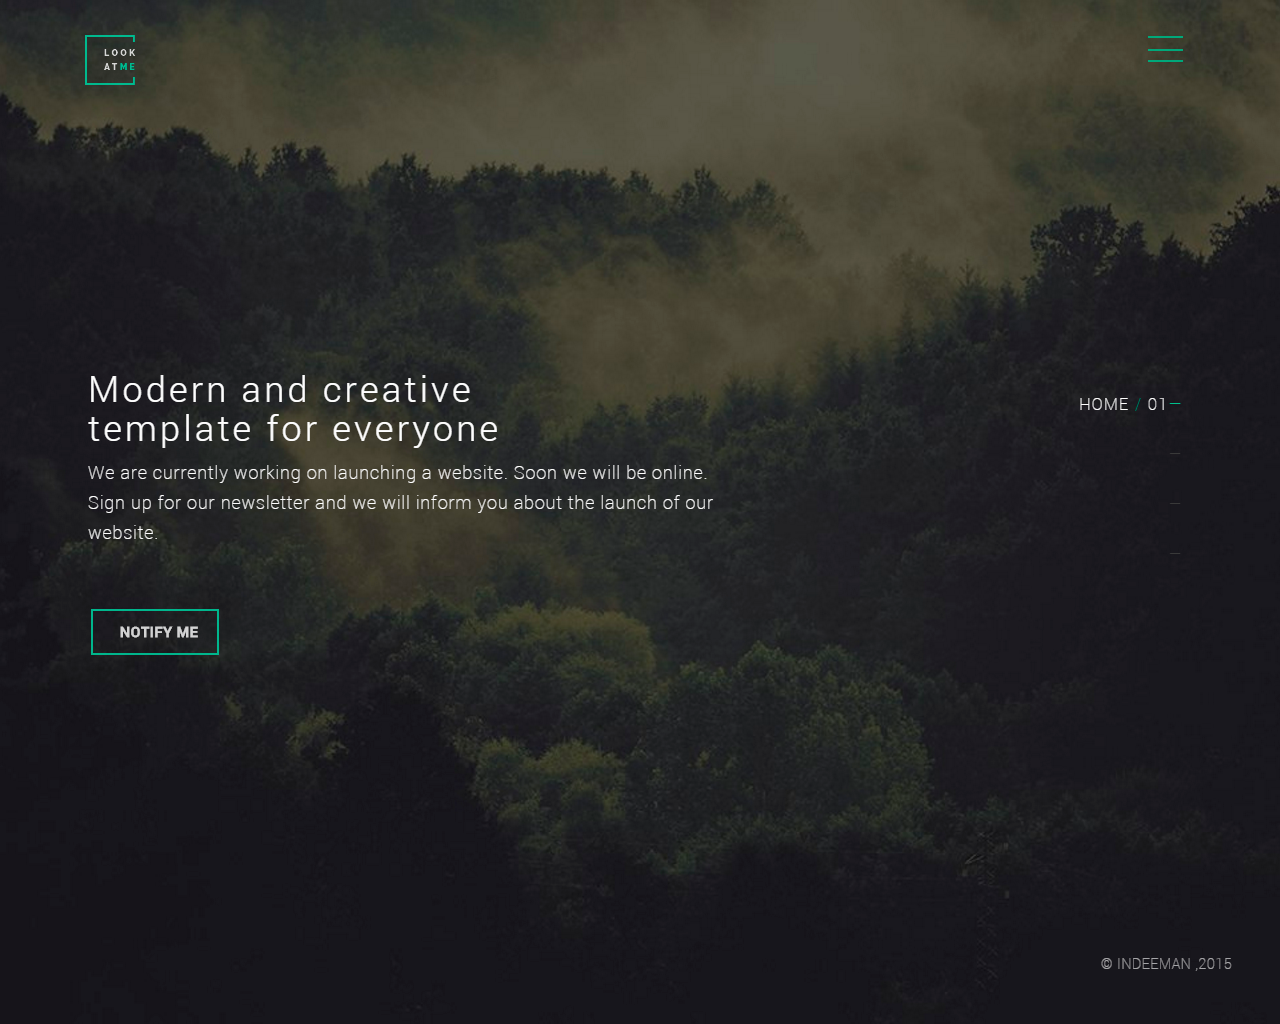 LOOK
ATME
Modern and creative
template for everyone
We are currently working on launching a website. Soon we will be online.
Sign up for our newsletter and we will inform you about the launch of our
website.
HOME / 01
NOTIFY ME
© INDEEMAN ,2015